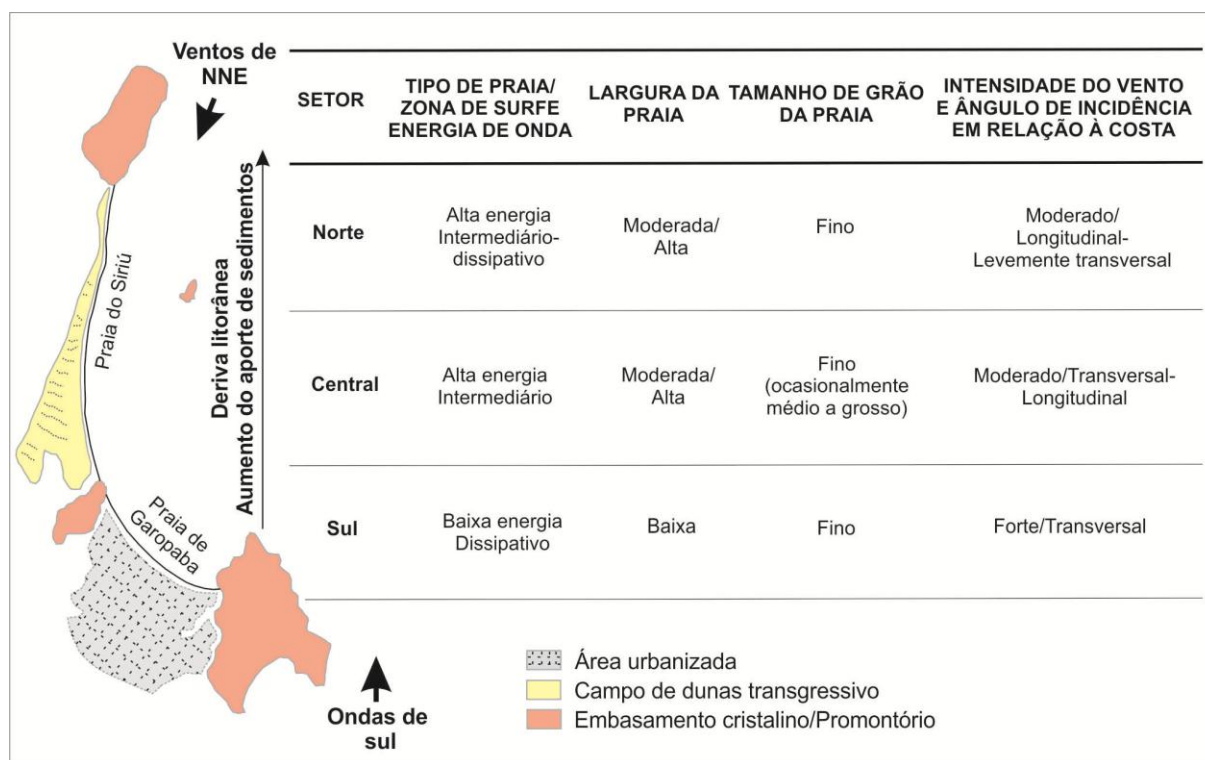 Ventos de
NNE
Deriva litorânea
Aumento do aporte de sedimentos
Praia do Siriú
Praia de
Garopaba
Ondas de
sul
SETOR
TIPO DE PRAIA/
ZONA DE SURFE
ENERGIA DE ONDA
LARGURA DA
PRAIA
TAMANHO DE GRÃO
DA PRAIA
INTENSIDADE DO VENTO
E ÂNGULO DE INCIDÊNCIA
EM RELAÇÃO À COSTA
Norte
Alta energia
Intermediário-
dissipativo
Moderada/
Alta
Fino
Moderado/
Longitudinal-
Levemente transversal
Central
Alta energia
Intermediário
Moderada/
Alta
Fino
(ocasionalmente
médio a grosso)
Moderado/Transversal-
Longitudinal
Sul
Baixa energia
Dissipativo
Baixa
Fino
Forte/Transversal
Área urbanizada
Campo de dunas transgressivo
Embasamento cristalino/Promontório